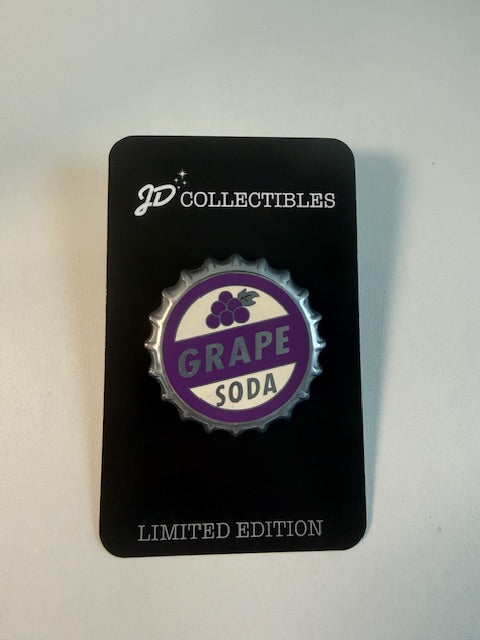 JD COLLECTIBLES
GRAPE
SODA
LIMITED EDITION